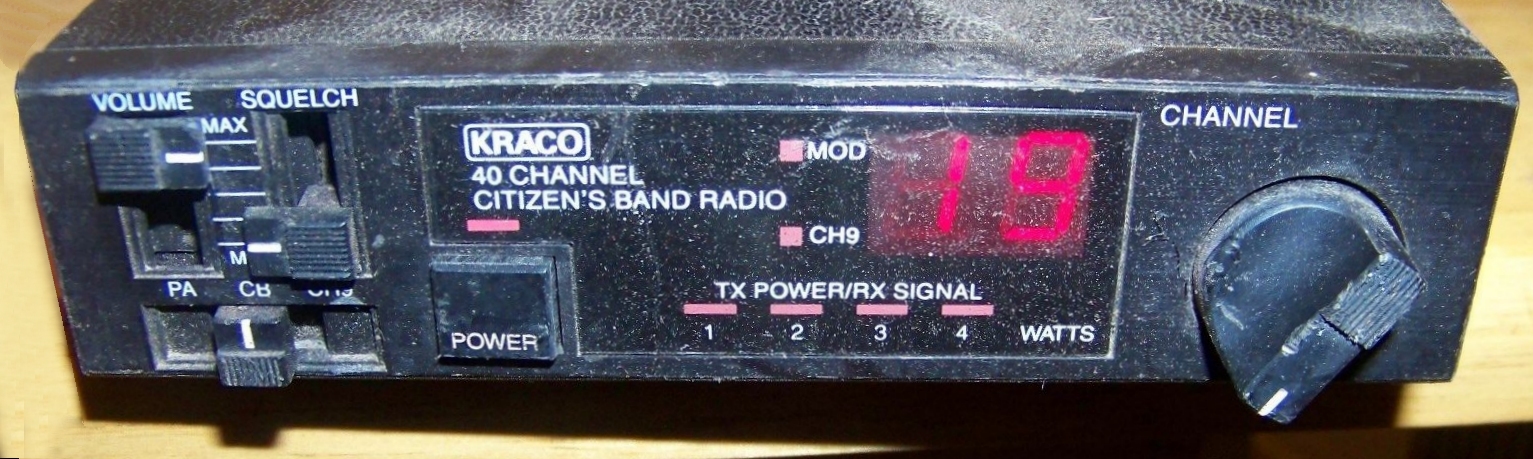 VOLUME SQUELCH
MAX
M
PA CB CH9
KRACO
40 CHANNEL
CITIZEN'S BAND RADIO
POWER
MOD
19
CH9
TX POWER/RX SIGNAL
1 2 3 4 WATTS
CHANNEL